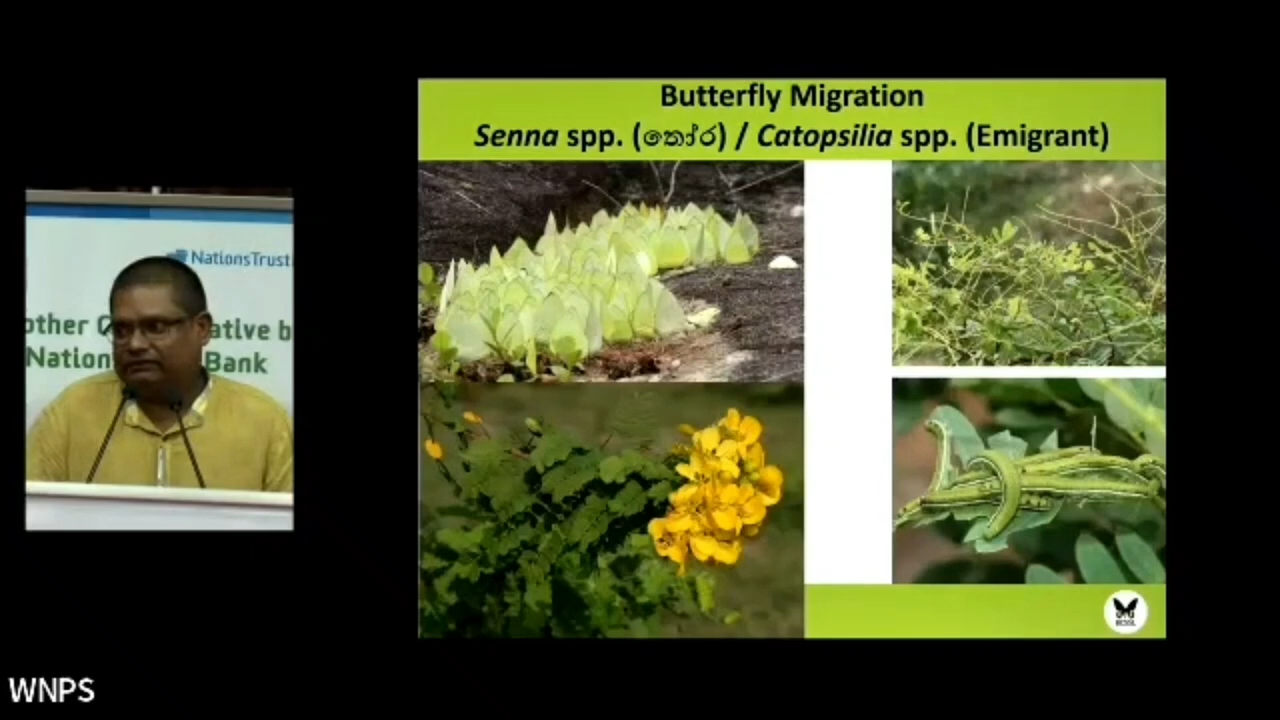 Butterfly Migration
Senna spp. (තෝර) / Catopsilia spp. (Emigrant)
NationsTrust
other C ative b
Nation Bank
WNPS